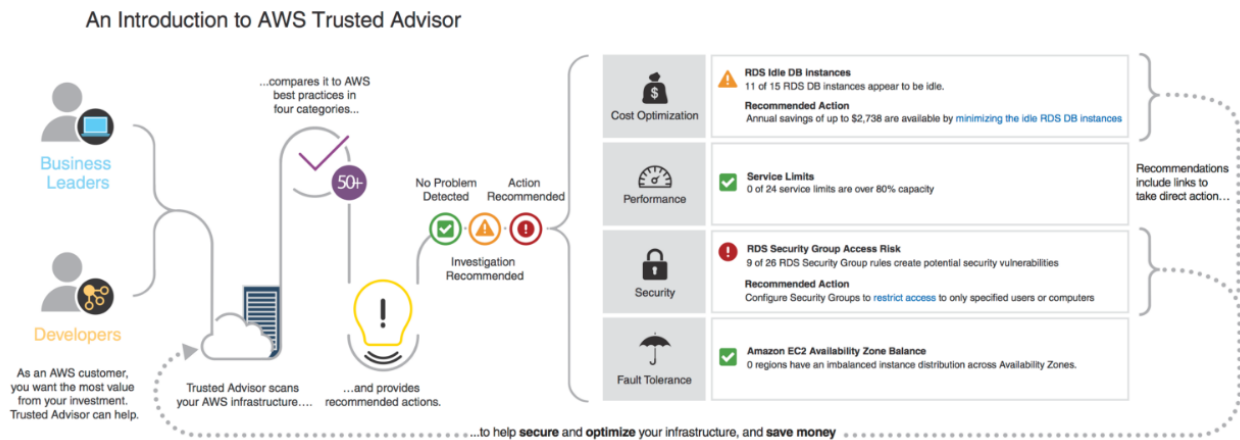 An Introduction to AWS Trusted Advisor
Business
Leaders
Developers
As an AWS customer,
you want the most value
from your investment.
Trusted Advisor can help.
Trusted Advisor scans
your AWS infrastructure....
...compares it to AWS
best practices in
four categories...
50+
...and provides
recommended actions.
No Problem
Detected
Action
Recommended
Investigation
Recommended
$
Cost Optimization
RDS Idle DB instances
11 of 15 RDS DB instances appear to be idle.
Recommended Action
Annual savings of up to $2,738 are available by minimizing the idle RDS DB instances
Performance
Service Limits
0 of 24 service limits are over 80% capacity
Security
RDS Security Group Access Risk
9 of 26 RDS Security Group rules create potential security vulnerabilities
Recommended Action
Configure Security Groups to restrict access to only specified users or computers
Fault Tolerance
Amazon EC2 Availability Zone Balance
0 regions have an imbalanced instance distribution across Availability Zones.
Recommendations
include links to
take direct action...
...to help secure and optimize your infrastructure, and save money